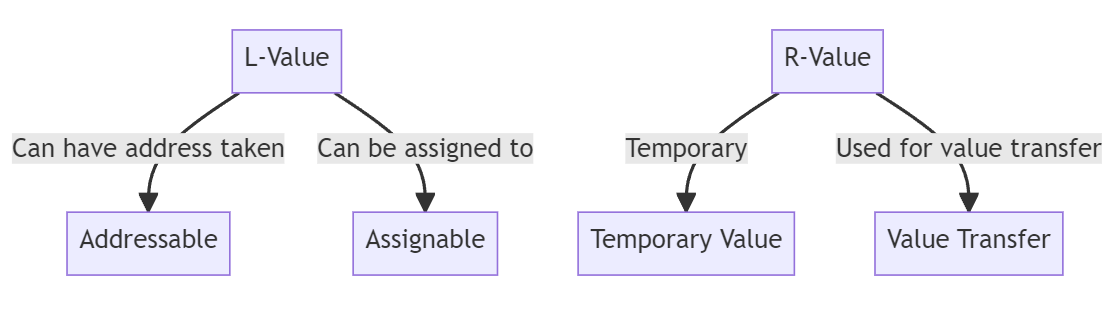 L-Value
R-Value
Can have address taken
Can be assigned to
Temporary
Used for value transfer
Addressable
Assignable
Temporary Value
Value Transfer